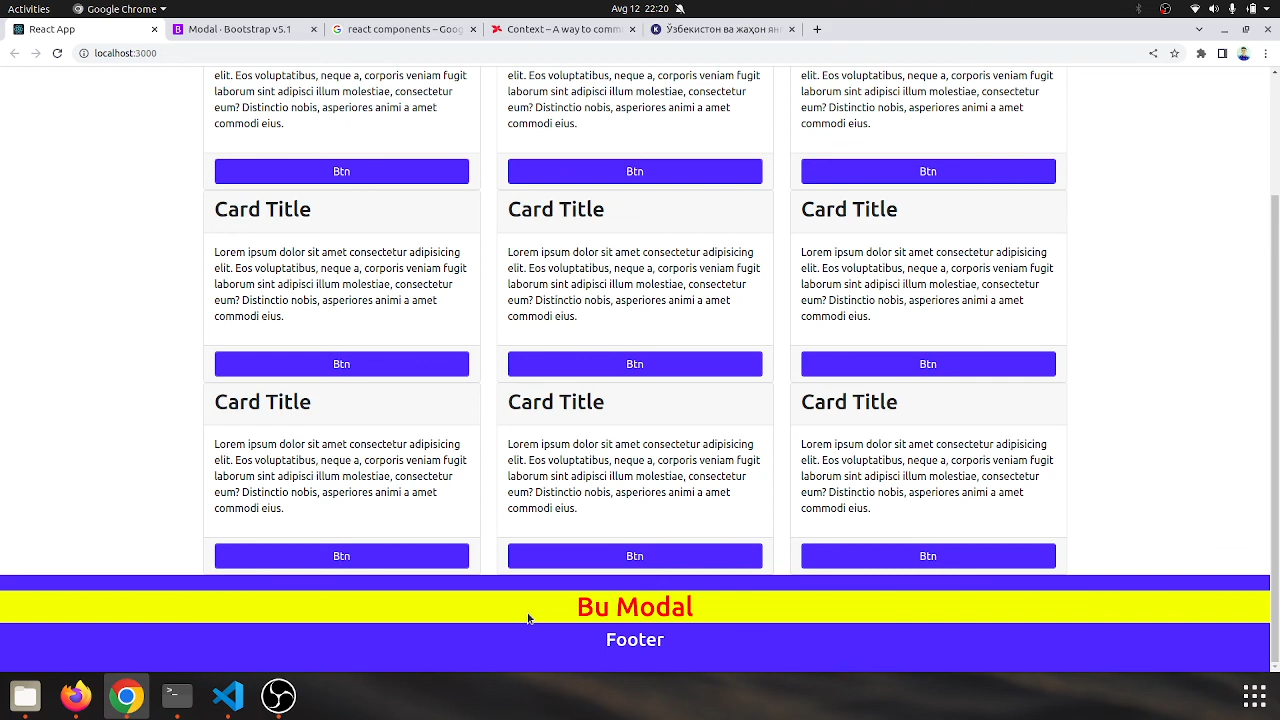 Activities Google Chrome Avg 12 22:20
React App Modal · Bootstrap v5.1 react components – Goog Context – A way to comm Ўзбекистон ва жаҳон янг
localhost:3000
elit. Eos voluptatibus, neque a, corporis veniam fugit elit. Eos voluptatibus, neque a, corporis veniam fugit elit. Eos voluptatibus, neque a, corporis veniam fugit
laborum sint adipisci illum molestiae, consectetur laborum sint adipisci illum molestiae, consectetur laborum sint adipisci illum molestiae, consectetur
eum? Distinctio nobis, asperiores animi a amet eum? Distinctio nobis, asperiores animi a amet eum? Distinctio nobis, asperiores animi a amet
commodi eius. commodi eius. commodi eius.
Btn Btn Btn
Card Title Card Title Card Title
Lorem ipsum dolor sit amet consectetur adipisicing Lorem ipsum dolor sit amet consectetur adipisicing Lorem ipsum dolor sit amet consectetur adipisicing
elit. Eos voluptatibus, neque a, corporis veniam fugit elit. Eos voluptatibus, neque a, corporis veniam fugit elit. Eos voluptatibus, neque a, corporis veniam fugit
laborum sint adipisci illum molestiae, consectetur laborum sint adipisci illum molestiae, consectetur laborum sint adipisci illum molestiae, consectetur
eum? Distinctio nobis, asperiores animi a amet eum? Distinctio nobis, asperiores animi a amet eum? Distinctio nobis, asperiores animi a amet
commodi eius. commodi eius. commodi eius.
Btn Btn Btn
Card Title Card Title Card Title
Lorem ipsum dolor sit amet consectetur adipisicing Lorem ipsum dolor sit amet consectetur adipisicing Lorem ipsum dolor sit amet consectetur adipisicing
elit. Eos voluptatibus, neque a, corporis veniam fugit elit. Eos voluptatibus, neque a, corporis veniam fugit elit. Eos voluptatibus, neque a, corporis veniam fugit
laborum sint adipisci illum molestiae, consectetur laborum sint adipisci illum molestiae, consectetur laborum sint adipisci illum molestiae, consectetur
eum? Distinctio nobis, asperiores animi a amet eum? Distinctio nobis, asperiores animi a amet eum? Distinctio nobis, asperiores animi a amet
commodi eius. commodi eius. commodi eius.
Btn Btn Btn
Bu Modal
Footer